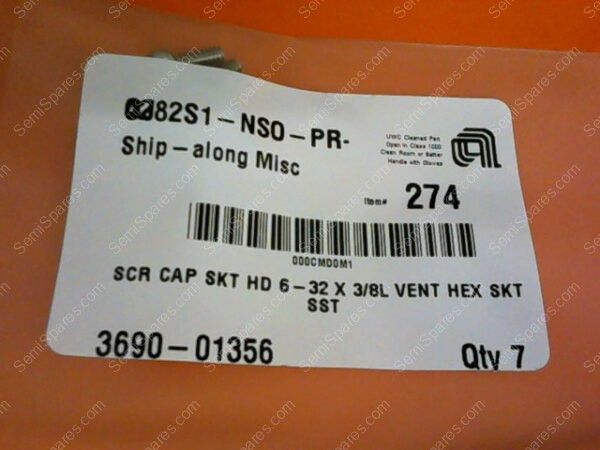 82S1-NSO-PR-
Ship-along Misc
UWC Cleaned Part
Open in Class 1000
Clean Room or Better
Handle with Gloves
Item# 274
000CMD0M1
SCR CAP SKT HD 6-32 X 3/8L VENT HEX SKT
SST
3690-01356
Qty 7
SemiSpares.com